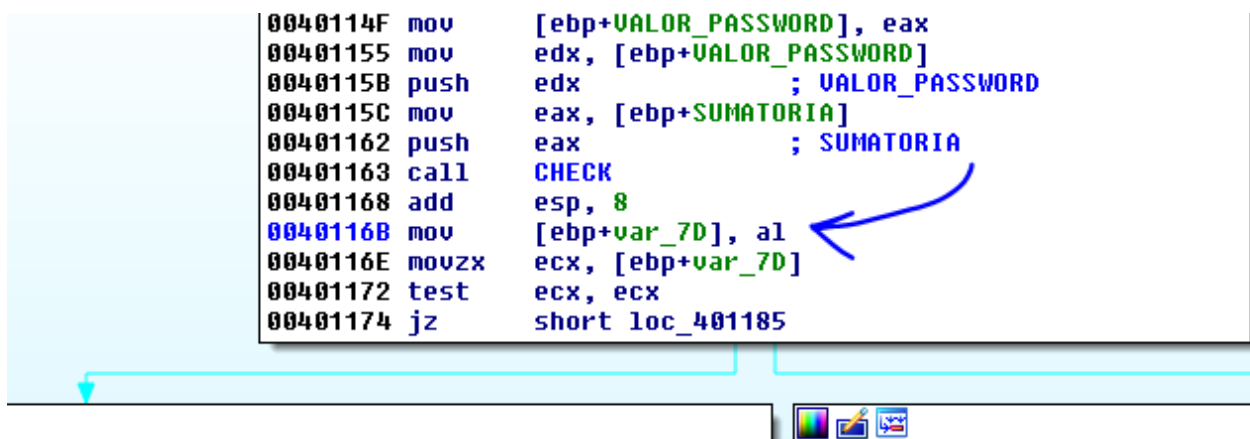 0040114F mov [ebp+VALOR_PASSWORD], eax
00401155 mov edx, [ebp+VALOR_PASSWORD]
0040115B push edx ; VALOR_PASSWORD
0040115C mov eax, [ebp+SUMATORIA]
00401162 push eax ; SUMATORIA
00401163 call CHECK
00401168 add esp, 8
0040116B mov [ebp+var_7D], al
0040116E movzx ecx, [ebp+var_7D]
00401172 test ecx, ecx
00401174 jz short loc_401185